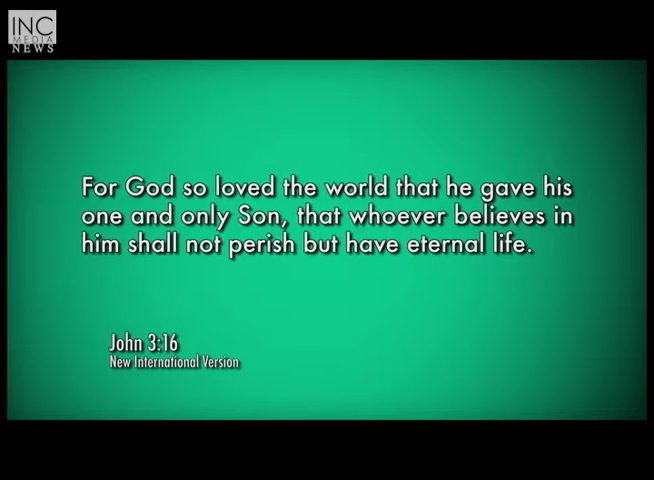 INC
MEDIA
NEWS
For God so loved the world that he gave his
one and only Son, that whoever believes in
him shall not perish but have eternal life.
John 3:16
New International Version